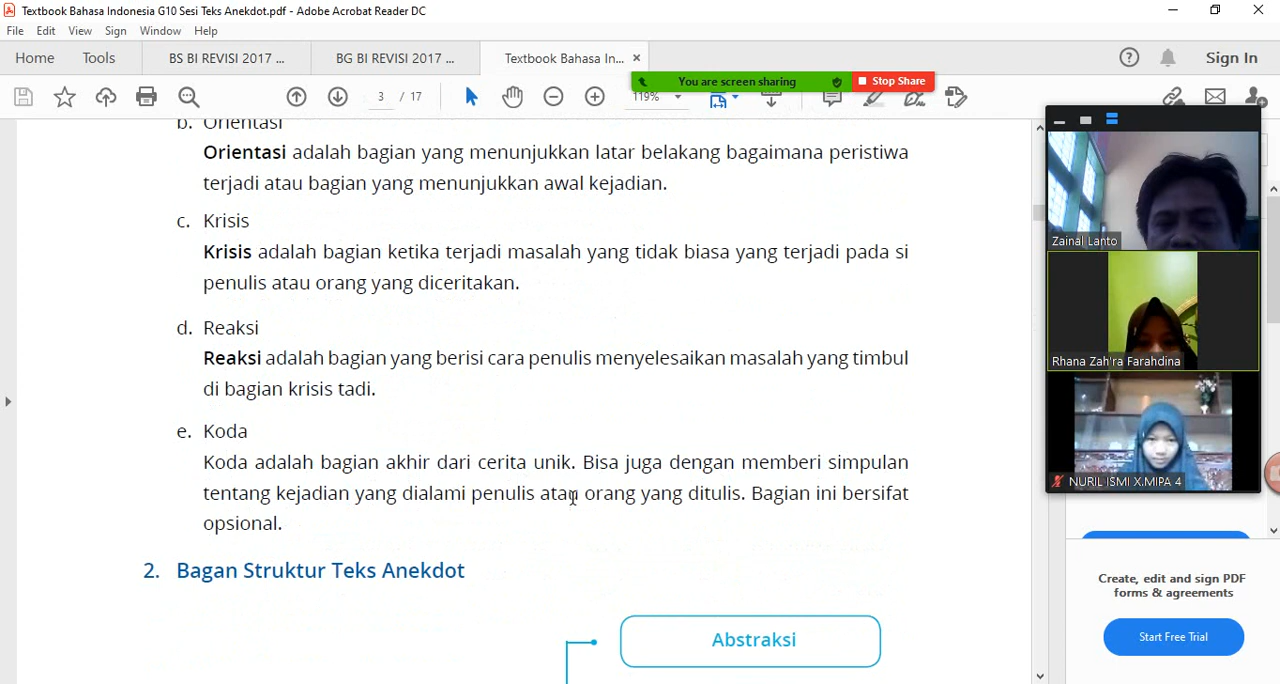 Textbook Bahasa Indonesia G10 Sesi Teks Anekdot.pdf - Adobe Acrobat Reader DC
File Edit View Sign Window Help
Home Tools BS BI REVISI 2017 ... BG BI REVISI 2017 ... Textbook Bahasa In... × Sign In
You are screen sharing Stop Share
3 / 17 119%
b. Orientasi
Orientasi adalah bagian yang menunjukkan latar belakang bagaimana peristiwa
terjadi atau bagian yang menunjukkan awal kejadian.
c. Krisis
Krisis adalah bagian ketika terjadi masalah yang tidak biasa yang terjadi pada si
penulis atau orang yang diceritakan.
d. Reaksi
Reaksi adalah bagian yang berisi cara penulis menyelesaikan masalah yang timbul
di bagian krisis tadi.
e. Koda
Koda adalah bagian akhir dari cerita unik. Bisa juga dengan memberi simpulan
tentang kejadian yang dialami penulis atau orang yang ditulis. Bagian ini bersifat
opsional.
2. Bagan Struktur Teks Anekdot
Abstraksi
Zainal Lanto
Rhana Zah'ra Farahdina
NURIL ISMI X.MIPA 4
Create, edit and sign PDF
forms & agreements
Start Free Trial